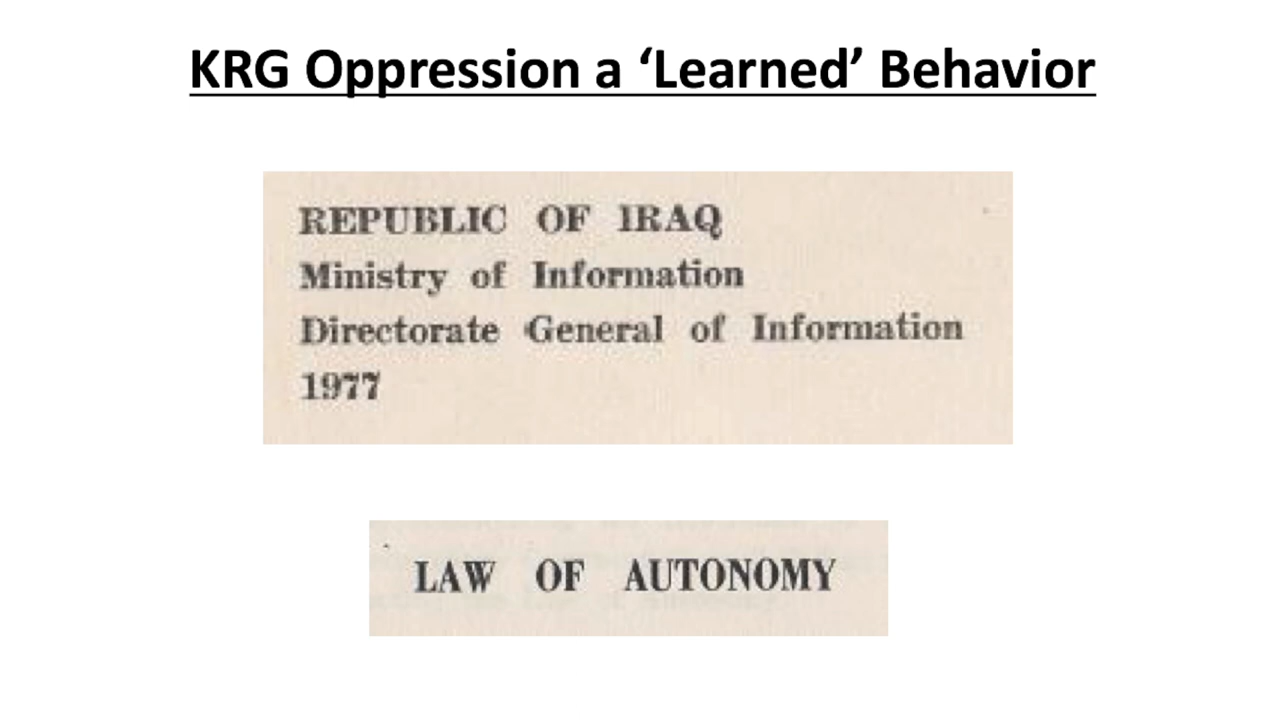 KRG Oppression a ‘Learned’ Behavior
REPUBLIC OF IRAQ
Ministry of Information
Directorate General of Information
1977
LAW OF AUTONOMY